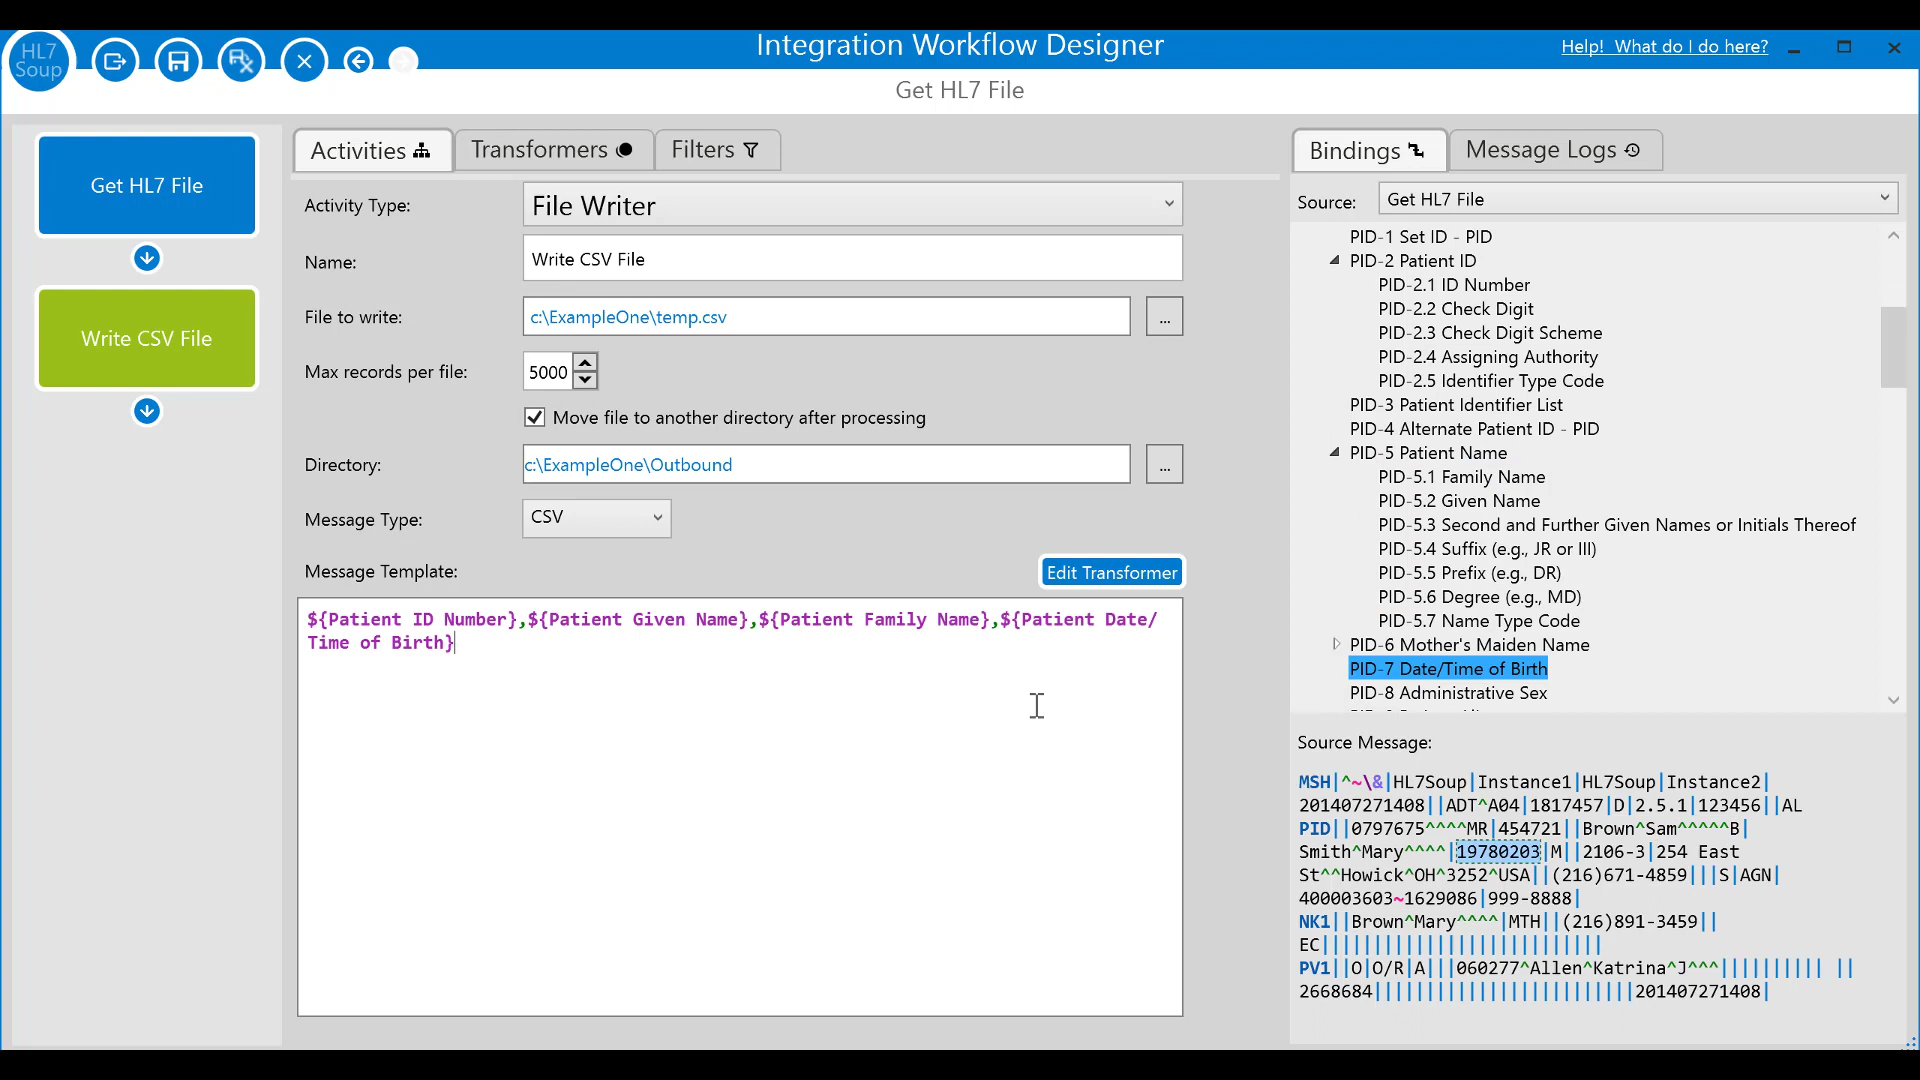 HL7
Soup
Integration Workflow Designer
Help!  What do I do here?
Get HL7 File
Get HL7 File
Write CSV File
Activities
Transformers
Filters
Activity Type:
File Writer
Name:
Write CSV File
File to write:
c:\ExampleOne\temp.csv
...
Max records per file:
5000
Move file to another directory after processing
Directory:
c:\ExampleOne\Outbound
...
Message Type:
CSV
Message Template:
Edit Transformer
${Patient ID Number},${Patient Given Name},${Patient Family Name},${Patient Date/
Time of Birth}
Bindings
Message Logs
Source:
Get HL7 File
PID-1 Set ID - PID
PID-2 Patient ID
PID-2.1 ID Number
PID-2.2 Check Digit
PID-2.3 Check Digit Scheme
PID-2.4 Assigning Authority
PID-2.5 Identifier Type Code
PID-3 Patient Identifier List
PID-4 Alternate Patient ID - PID
PID-5 Patient Name
PID-5.1 Family Name
PID-5.2 Given Name
PID-5.3 Second and Further Given Names or Initials Thereof
PID-5.4 Suffix (e.g., JR or III)
PID-5.5 Prefix (e.g., DR)
PID-5.6 Degree (e.g., MD)
PID-5.7 Name Type Code
PID-6 Mother's Maiden Name
PID-7 Date/Time of Birth
PID-8 Administrative Sex
Source Message:
MSH|^~\&|HL7Soup|Instance1|HL7Soup|Instance2|
201407271408||ADT^A04|1817457|D|2.5.1|123456||AL
PID||0797675^^^^MR|454721||Brown^Sam^^^^^B|
Smith^Mary^^^^|19780203|M||2106-3|254 East
St^^Howick^OH^3252^USA||(216)671-4859|||S|AGN|
400003603~1629086|999-8888|
NK1||Brown^Mary^^^^|MTH||(216)891-3459||
EC|||||||||||||||||||||||||||
PV1||O|O/R|A|||060277^Allen^Katrina^J^^^|||||||||| ||
2668684|||||||||||||||||||||||||201407271408|